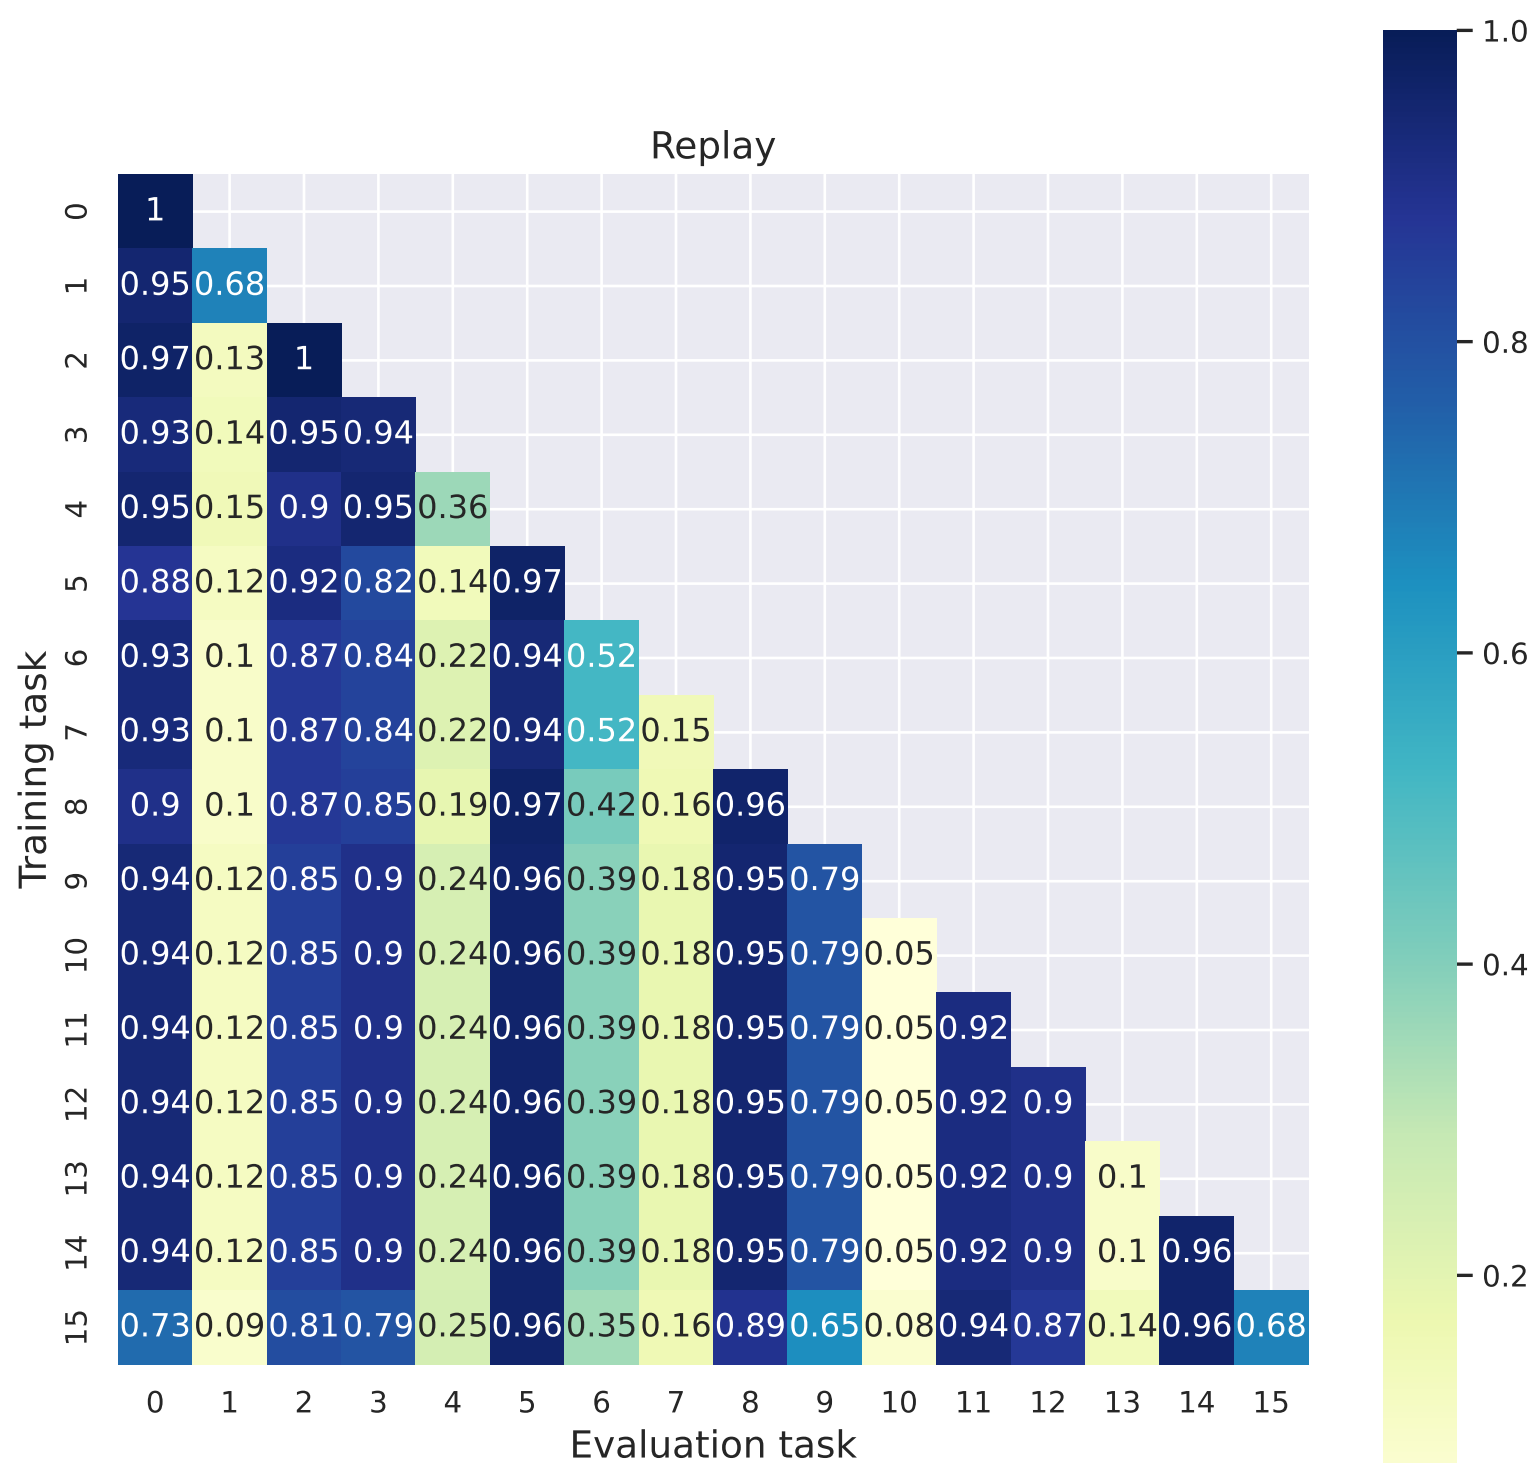 Replay
1.0
0.8
0.6
0.4
0.2
Training task
0 1
1 0.95 0.68
2 0.97 0.13 1
3 0.93 0.14 0.95 0.94
4 0.95 0.15 0.9 0.95 0.36
5 0.88 0.12 0.92 0.82 0.14 0.97
6 0.93 0.1 0.87 0.84 0.22 0.94 0.52
7 0.93 0.1 0.87 0.84 0.22 0.94 0.52 0.15
8 0.9 0.1 0.87 0.85 0.19 0.97 0.42 0.16 0.96
9 0.94 0.12 0.85 0.9 0.24 0.96 0.39 0.18 0.95 0.79
10 0.94 0.12 0.85 0.9 0.24 0.96 0.39 0.18 0.95 0.79 0.05
11 0.94 0.12 0.85 0.9 0.24 0.96 0.39 0.18 0.95 0.79 0.05 0.92
12 0.94 0.12 0.85 0.9 0.24 0.96 0.39 0.18 0.95 0.79 0.05 0.92 0.9
13 0.94 0.12 0.85 0.9 0.24 0.96 0.39 0.18 0.95 0.79 0.05 0.92 0.9 0.1
14 0.94 0.12 0.85 0.9 0.24 0.96 0.39 0.18 0.95 0.79 0.05 0.92 0.9 0.1 0.96
15 0.73 0.09 0.81 0.79 0.25 0.96 0.35 0.16 0.89 0.65 0.08 0.94 0.87 0.14 0.96 0.68
0 1 2 3 4 5 6 7 8 9 10 11 12 13 14 15
Evaluation task